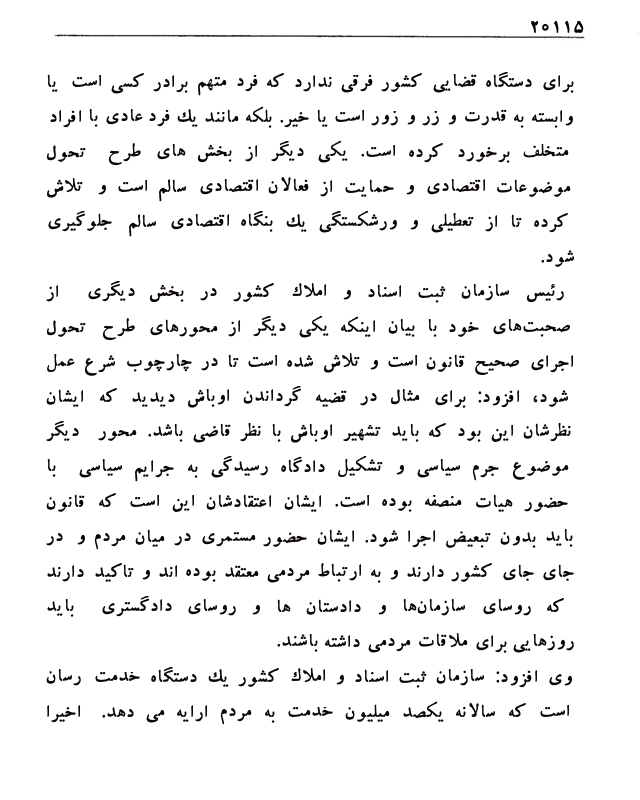 ۲۰۱۱۵
برای دستگاه قضایی کشور فرقی ندارد که فرد متهم برادر کسی است یا
وابسته به قدرت و زر و زور است یا خیر. بلکه مانند یك فرد عادی با افراد
متخلف برخورد کرده است. یکی دیگر از بخش های طرح تحول
موضوعات اقتصادی و حمایت از فعالان اقتصادی سالم است و تلاش
کرده تا از تعطیلی و ورشکستگی یك بنگاه اقتصادی سالم جلوگیری
شود.
رئیس سازمان ثبت اسناد و املاك کشور در بخش دیگری از
صحبت‌های خود با بیان اینکه یکی دیگر از محورهای طرح تحول
اجرای صحیح قانون است و تلاش شده است تا در چارچوب شرع عمل
شود، افزود: برای مثال در قضیه گرداندن اوباش دیدید که ایشان
نظرشان این بود که باید تشهیر اوباش با نظر قاضی باشد. محور دیگر
موضوع جرم سیاسی و تشکیل دادگاه رسیدگی به جرایم سیاسی با
حضور هیات منصفه بوده است. ایشان اعتقادشان این است که قانون
باید بدون تبعیض اجرا شود. ایشان حضور مستمری در میان مردم و در
جای جای کشور دارند و به ارتباط مردمی معتقد بوده اند و تاکید دارند
که روسای سازمان‌ها و دادستان ها و روسای دادگستری باید
روزهایی برای ملاقات مردمی داشته باشند.
وی افزود: سازمان ثبت اسناد و املاك کشور یك دستگاه خدمت رسان
است که سالانه یکصد میلیون خدمت به مردم ارایه می دهد. اخیرا